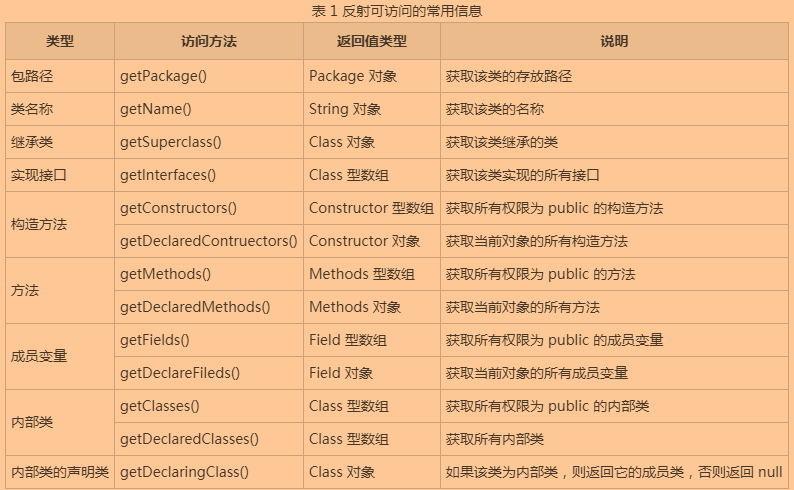 表 1 反射可访问的常用信息
类型 访问方法 返回值类型 说明
包路径 getPackage() Package 对象 获取该类的存放路径
类名称 getName() String 对象 获取该类的名称
继承类 getSuperclass() Class 对象 获取该类继承的类
实现接口 getInterfaces() Class 型数组 获取该类实现的所有接口
构造方法 getConstructors() Constructor 型数组 获取所有权限为 public 的构造方法
getDeclaredContruectors() Constructor 对象 获取当前对象的所有构造方法
方法 getMethods() Methods 型数组 获取所有权限为 public 的方法
getDeclaredMethods() Methods 对象 获取当前对象的所有方法
成员变量 getFields() Field 型数组 获取所有权限为 public 的成员变量
getDeclareFileds() Field 对象 获取当前对象的所有成员变量
内部类 getClasses() Class 型数组 获取所有权限为 public 的内部类
getDeclaredClasses() Class 型数组 获取所有内部类
内部类的声明类 getDeclaringClass() Class 对象 如果该类为内部类，则返回它的成员类，否则返回 null